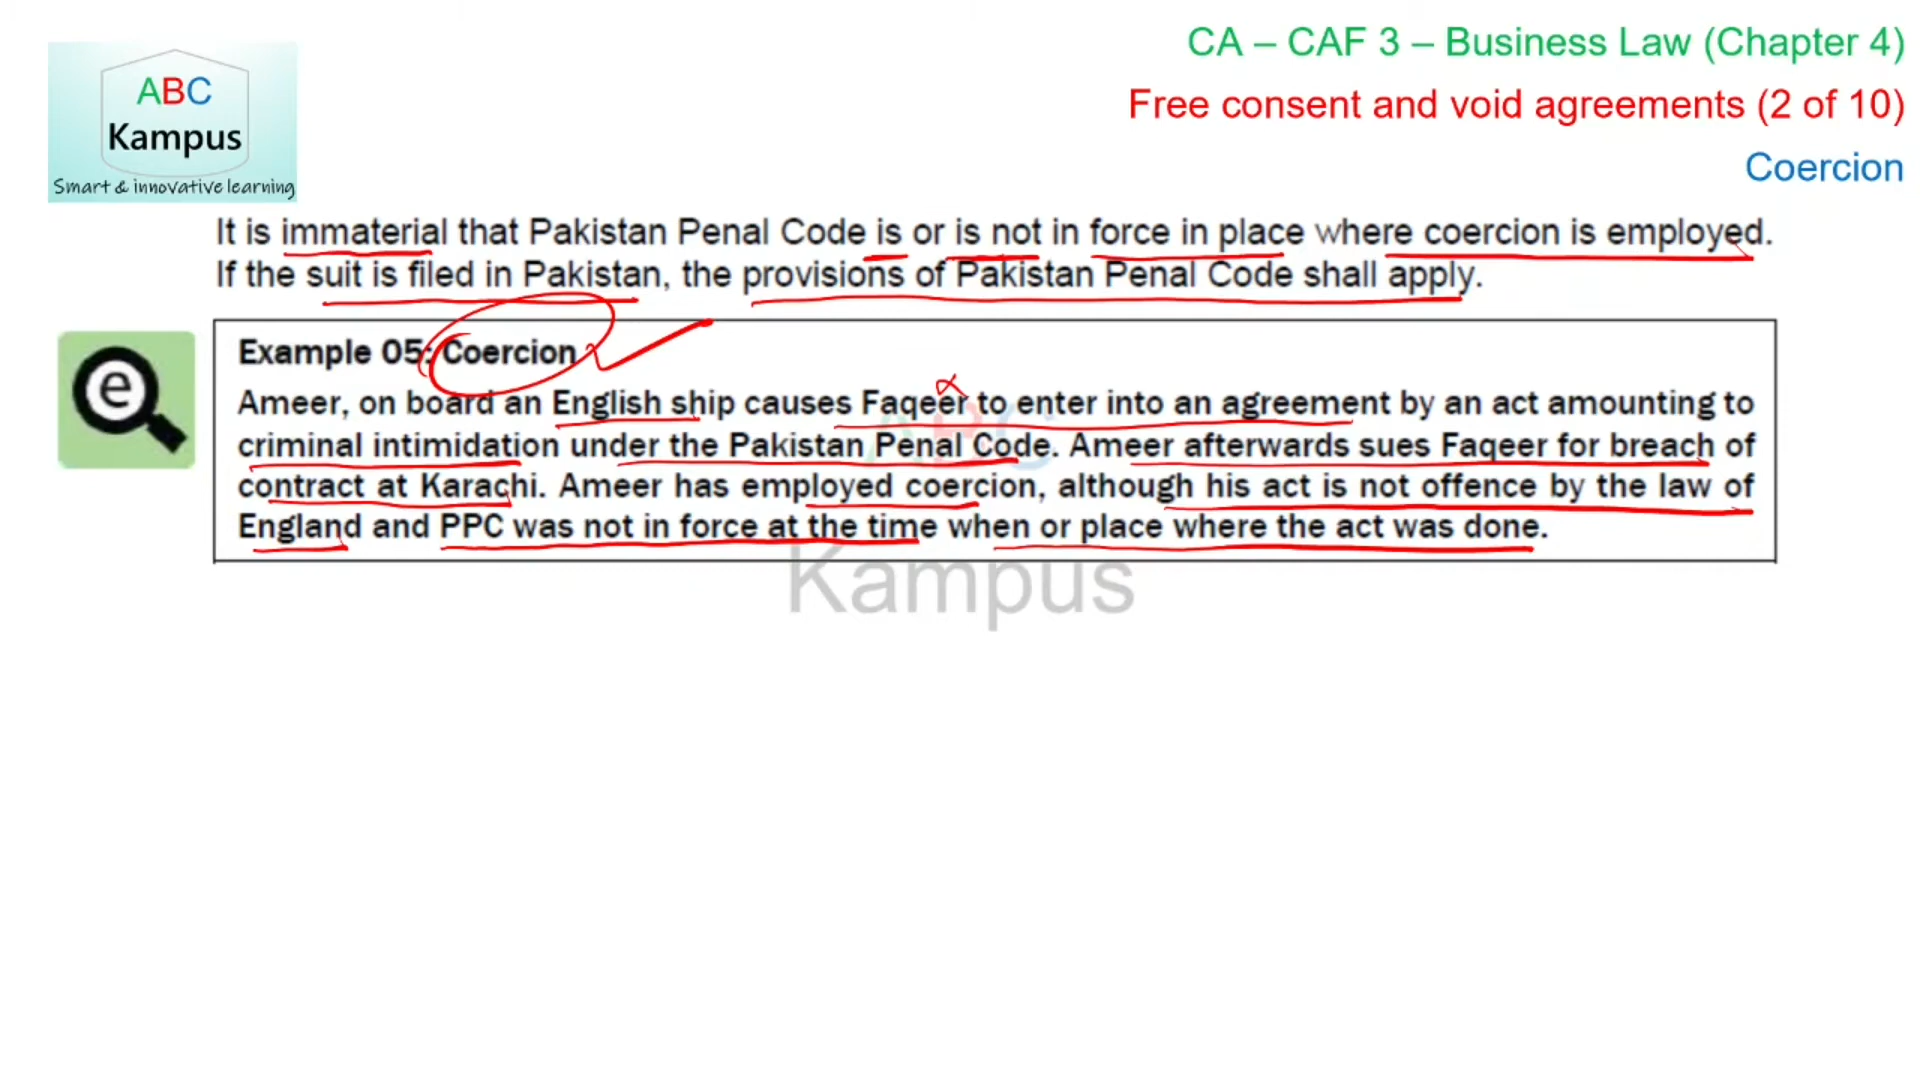 CA – CAF 3 – Business Law (Chapter 4)
ABC
Kampus
Smart & innovative learning
Free consent and void agreements (2 of 10)
Coercion
It is immaterial that Pakistan Penal Code is or is not in force in place where coercion is employed.
If the suit is filed in Pakistan, the provisions of Pakistan Penal Code shall apply.
e
Example 05: Coercion
Ameer, on board an English ship causes Faqeer to enter into an agreement by an act amounting to
criminal intimidation under the Pakistan Penal Code. Ameer afterwards sues Faqeer for breach of
contract at Karachi. Ameer has employed coercion, although his act is not offence by the law of
England and PPC was not in force at the time when or place where the act was done.
ABC
Kampus